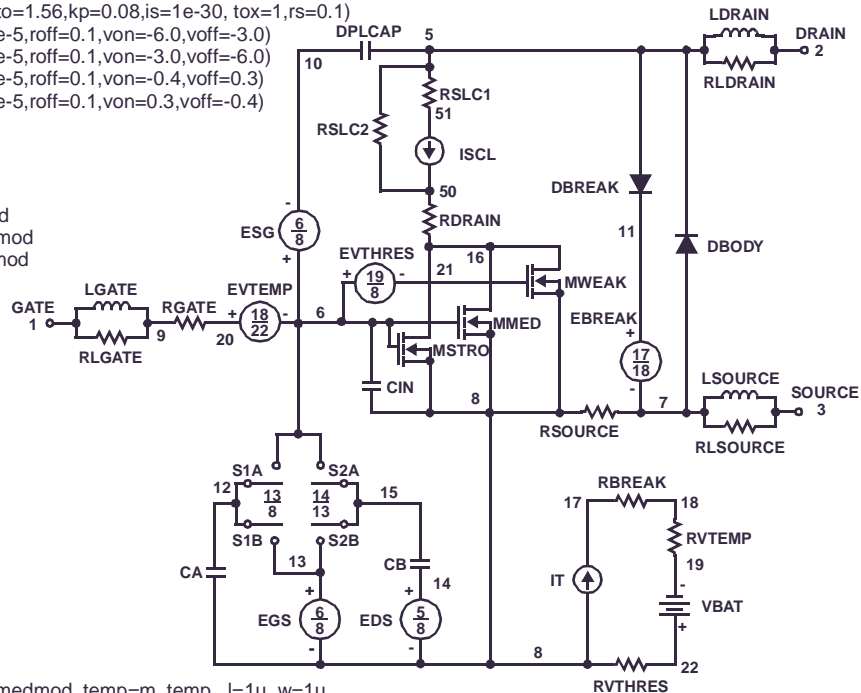 to=1.56,kp=0.08,is=1e-30, tox=1,rs=0.1)
e-5,roff=0.1,von=-6.0,voff=-3.0)
e-5,roff=0.1,von=-3.0,voff=-6.0)
e-5,roff=0.1,von=-0.4,voff=0.3)
e-5,roff=0.1,von=0.3,voff=-0.4)
d
mod
mod
LDRAIN
DPLCAP 5 DRAIN
10 2
RSLC1 RLDRAIN
51
RSLC2
ISCL
50 DBREAK
RDRAIN
ESG 6 8
- +
11 DBODY
EVTHRES 16
+ 19 8 - 21
MWEAK
LGATE EVTEMP
GATE RGATE 6 MMED EBREAK
1 + 18 22 - +
9 20 MSTRO 17 18
RLGATE -
LSOURCE
CIN 8 7 SOURCE
3
RSOURCE
RLSOURCE
S1A S2A
12 13 8 14 13 15 RBREAK
17 18
S1B S2B RVTEMP
13 CB 19
CA IT -
14 VBAT
+ + +
EGS 6 8 EDS 5 8
- - 8 22
RVTHRES
medmod temp=m_temp l=1u w=1u